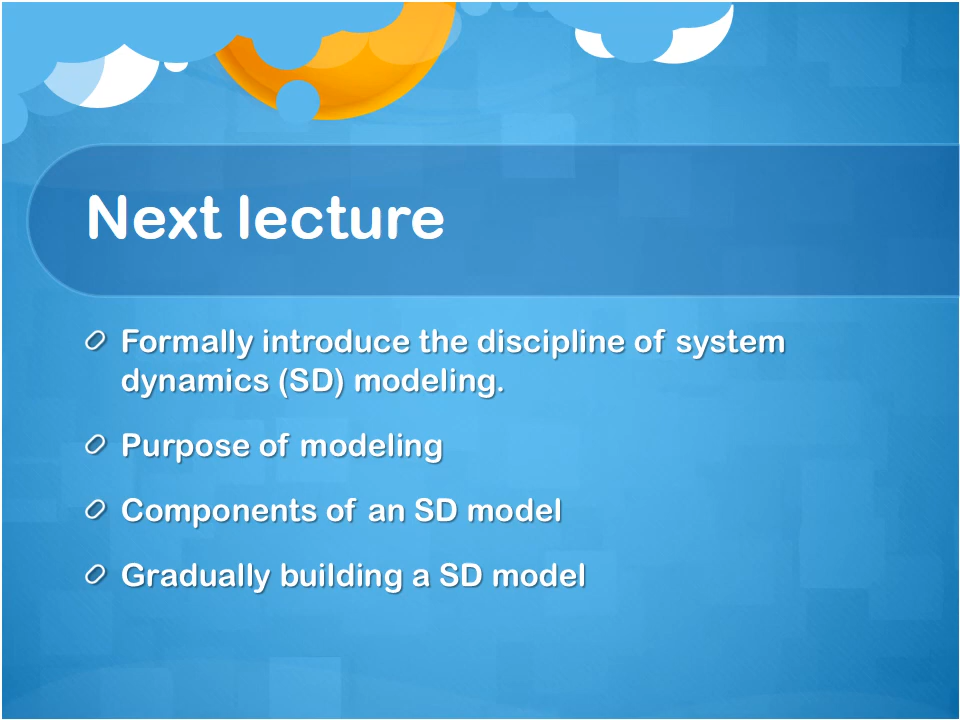 Next lecture
Formally introduce the discipline of system
dynamics (SD) modeling.
Purpose of modeling
Components of an SD model
Gradually building a SD model